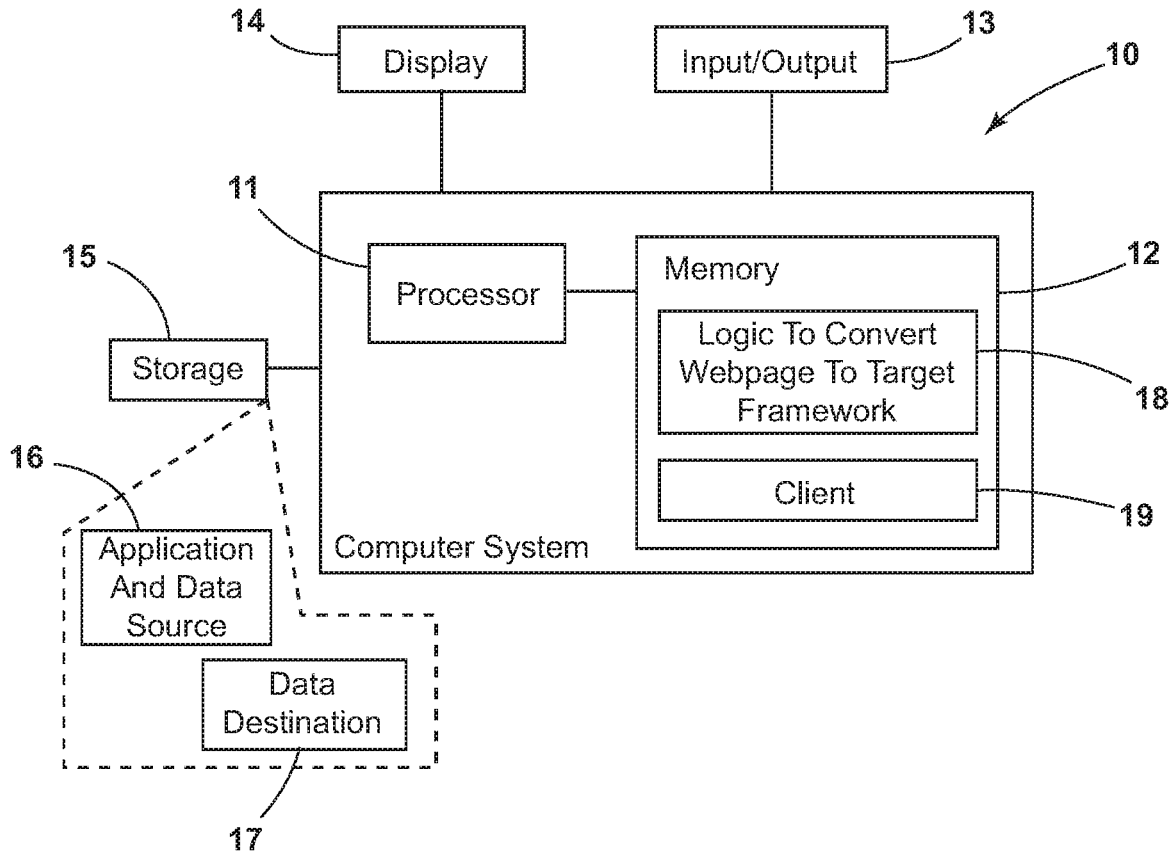 14
Display
Input/Output
13
10
11
15
Storage
Processor
Memory
12
Logic To Convert
Webpage To Target
Framework
18
Client
19
Computer System
16
Application
And Data
Source
Data
Destination
17